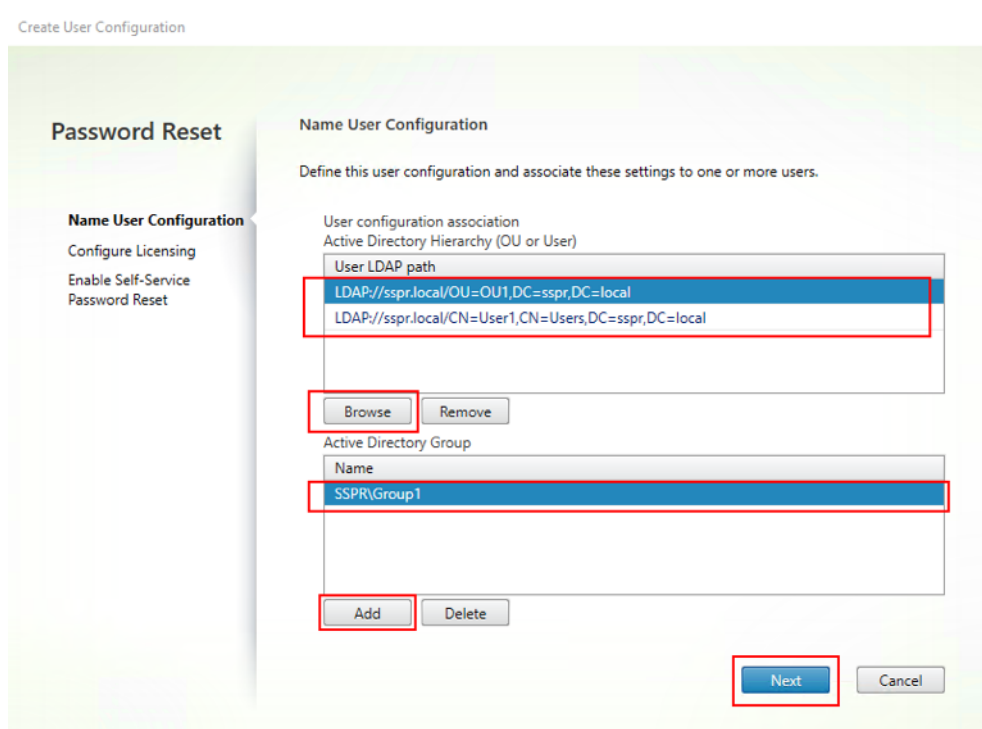 Create User Configuration
Password Reset
Name User Configuration
Configure Licensing
Enable Self-Service
Password Reset
Name User Configuration
Define this user configuration and associate these settings to one or more users.
User configuration association
Active Directory Hierarchy (OU or User)
User LDAP path
LDAP://sspr.local/OU=OU1,DC=sspr,DC=local
LDAP://sspr.local/CN=User1,CN=Users,DC=sspr,DC=local
Browse Remove
Active Directory Group
Name
SSPR\Group1
Add Delete
Next Cancel